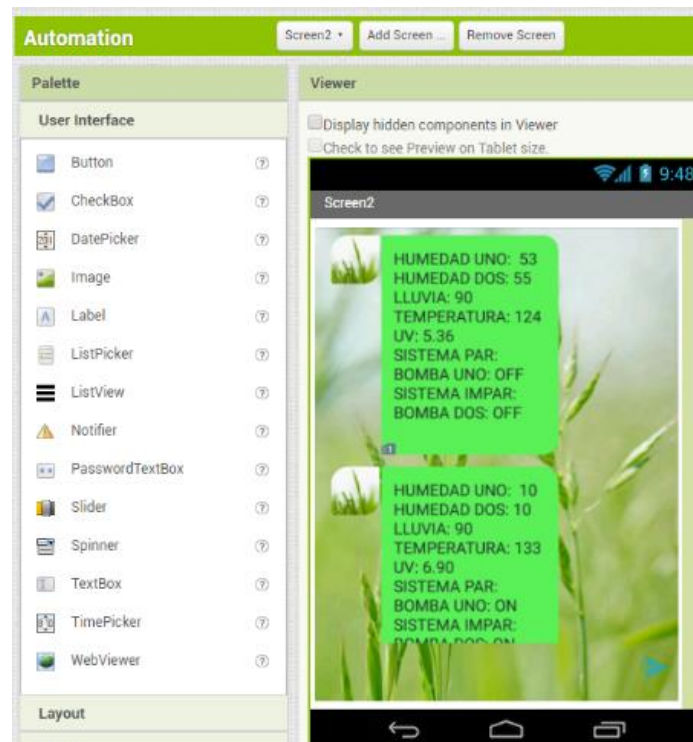 Automation
Screen2
Add Screen ...
Remove Screen
Palette
Viewer
User Interface
Display hidden components in Viewer
Check to see Preview on Tablet size.
Button
CheckBox
DatePicker
Image
Label
ListPicker
ListView
Notifier
PasswordTextBox
Slider
Spinner
TextBox
TimePicker
WebViewer
Layout
9:48
Screen2
HUMEDAD UNO: 53
HUMEDAD DOS: 55
LLUVIA: 90
TEMPERATURA: 124
UV: 5.36
SISTEMA PAR:
BOMBA UNO: OFF
SISTEMA IMPAR:
BOMBA DOS: OFF
1
HUMEDAD UNO: 10
HUMEDAD DOS: 10
LLUVIA: 90
TEMPERATURA: 133
UV: 6.90
SISTEMA PAR:
BOMBA UNO: ON
SISTEMA IMPAR:
BOMBA DOS: ON